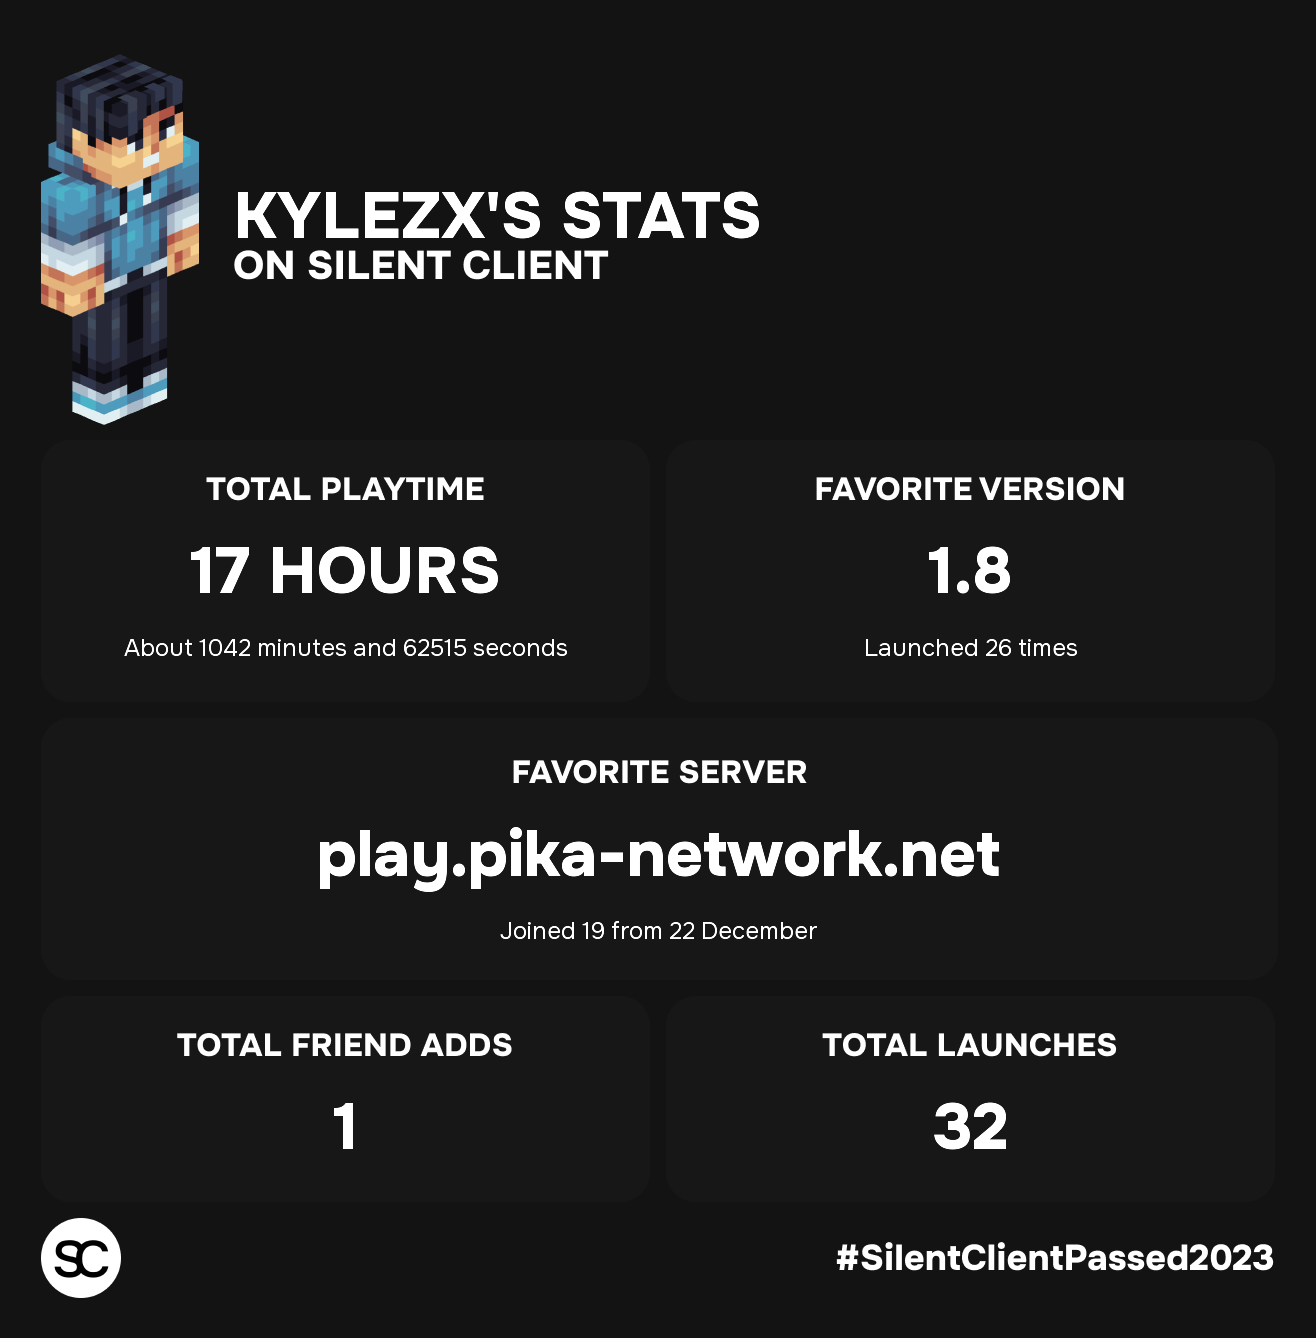 KYLEZX'S STATS
ON SILENT CLIENT
TOTAL PLAYTIME
17 HOURS
About 1042 minutes and 62515 seconds
FAVORITE VERSION
1.8
Launched 26 times
FAVORITE SERVER
play.pika-network.net
Joined 19 from 22 December
TOTAL FRIEND ADDS
1
TOTAL LAUNCHES
32
SC
#SilentClientPassed2023